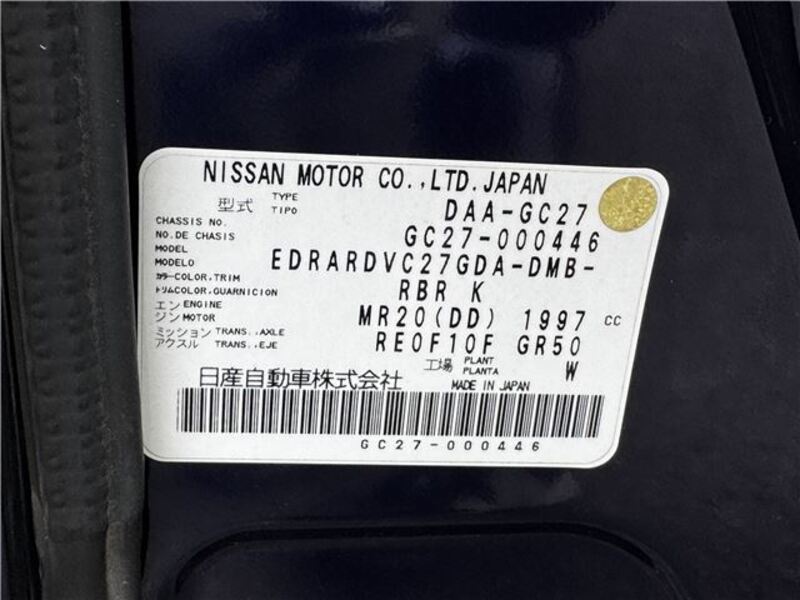 NISSAN MOTOR CO.,LTD.JAPAN
型式 TYPE TIPO DAA-GC27
CHASSIS NO.
NO.DE CHASIS GC27-000446
MODEL
MODELO EDRARDVC27GDA-DMB-
カラー COLOR,TRIM
トリム COLOR,GUARNICION RBR K
エンジン ENGINE MOTOR MR20(DD) 1997 CC
ミッション TRANS.,AXLE
アクスル TRANS.,EJE RE0F10F GR50
工場 PLANT PLANTA W
日産自動車株式会社 MADE IN JAPAN
GC27-000446